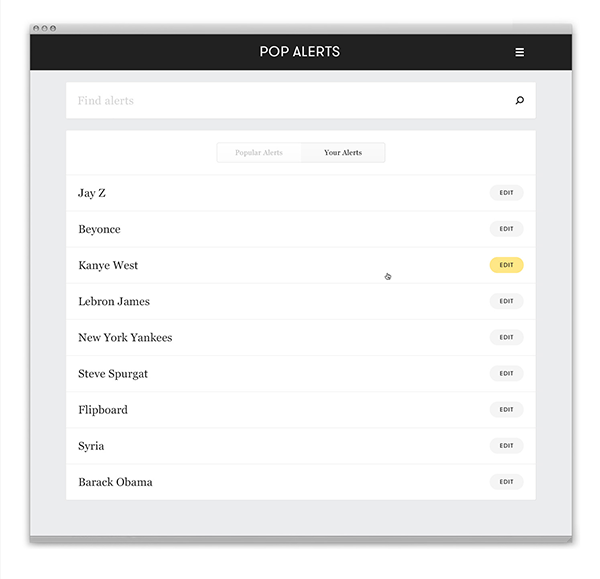 POP ALERTS
Find alerts
Popular Alerts Your Alerts
Jay Z EDIT
Beyonce EDIT
Kanye West EDIT
Lebron James EDIT
New York Yankees EDIT
Steve Spurgat EDIT
Flipboard EDIT
Syria EDIT
Barack Obama EDIT